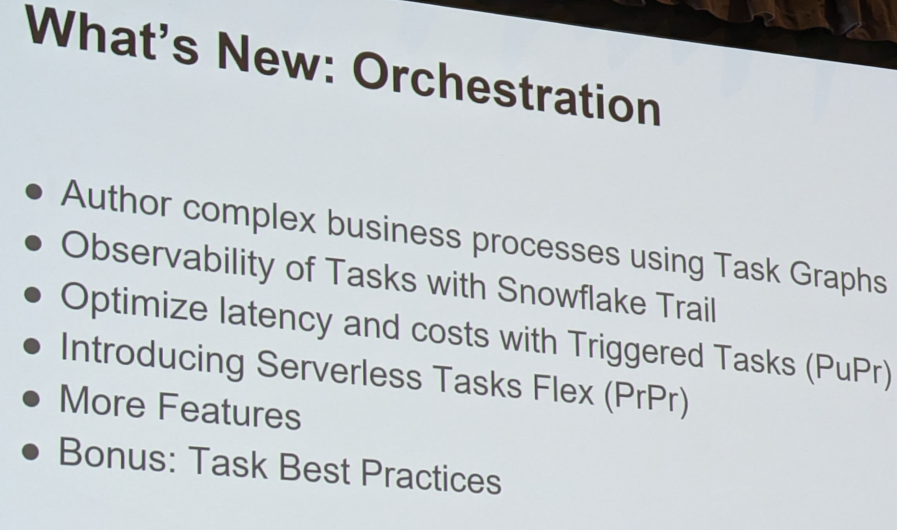 What's New: Orchestration
● Author complex business processes using Task Graphs
● Observability of Tasks with Snowflake Trail
● Optimize latency and costs with Triggered Tasks (PuPr)
● Introducing Serverless Tasks Flex (PrPr)
● More Features
● Bonus: Task Best Practices